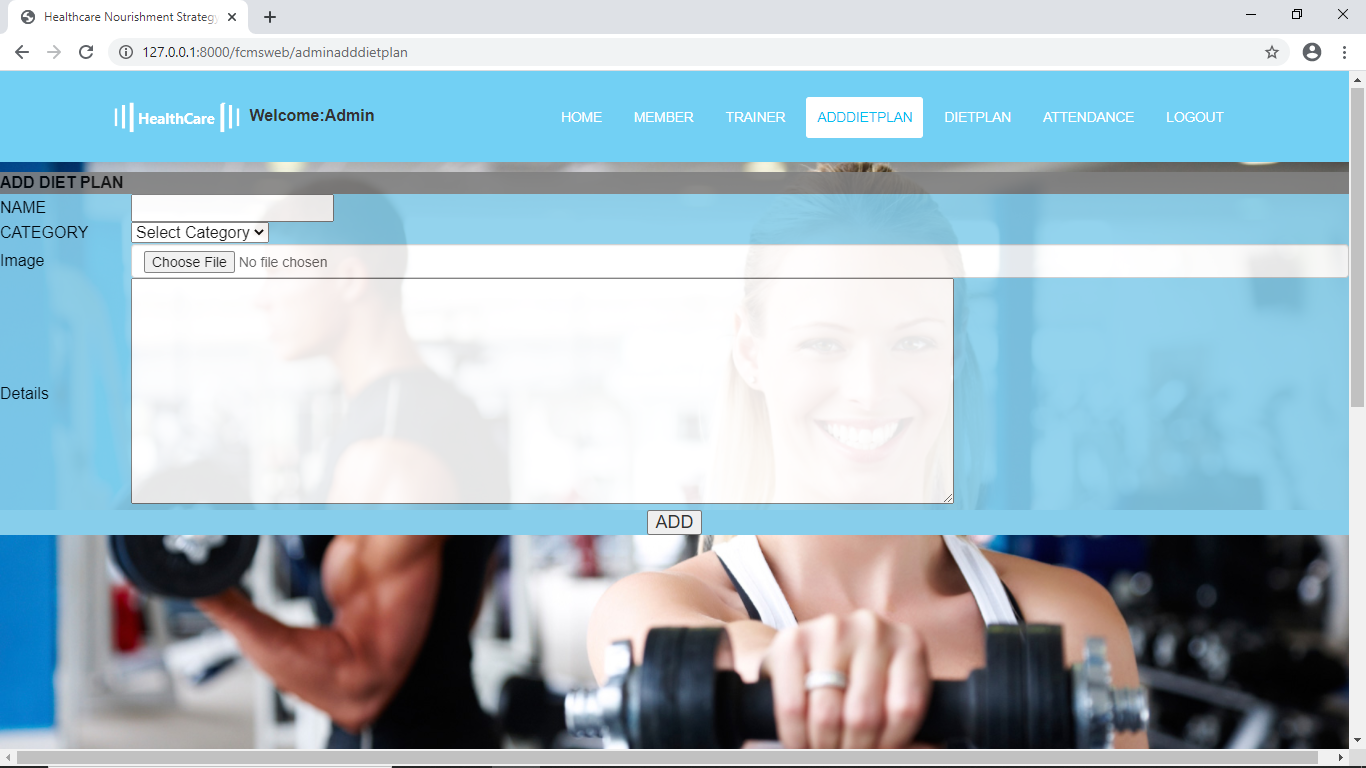 Healthcare Nourishment Strategy
127.0.0.1:8000/fcmsweb/adminadddietplan
HealthCare Welcome:Admin HOME MEMBER TRAINER ADDDIETPLAN DIETPLAN ATTENDANCE LOGOUT
ADD DIET PLAN
NAME
CATEGORY Select Category
Image Choose File No file chosen
Details
ADD